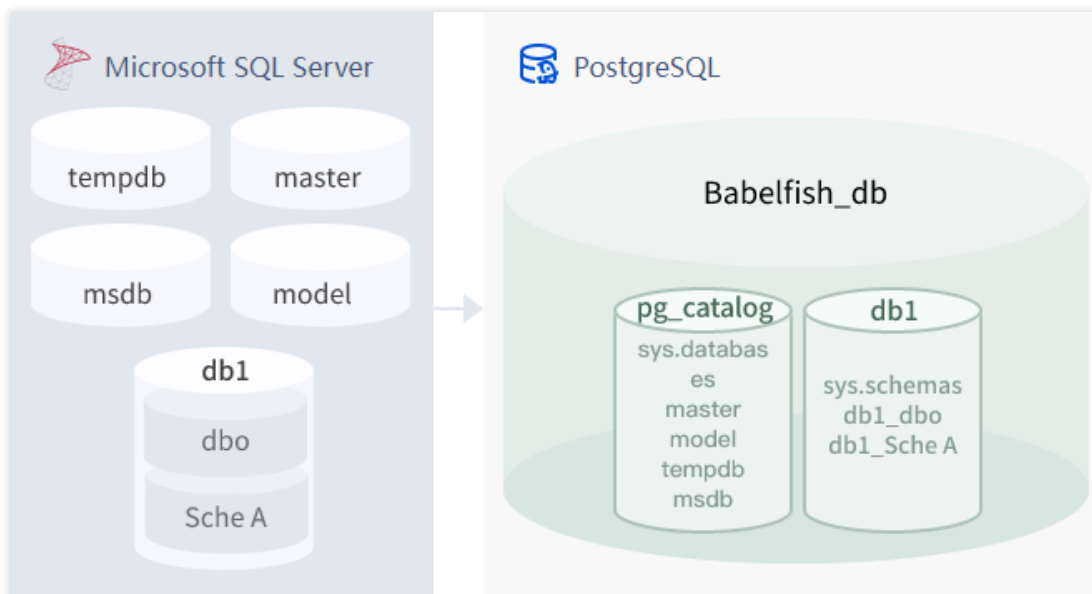 Microsoft SQL Server
tempdb
master
msdb
model
db1
dbo
Sche A
PostgreSQL
Babelfish_db
pg_catalog
sys.databas
es
master
model
tempdb
msdb
db1
sys.schemas
db1_dbo
db1_Sche A